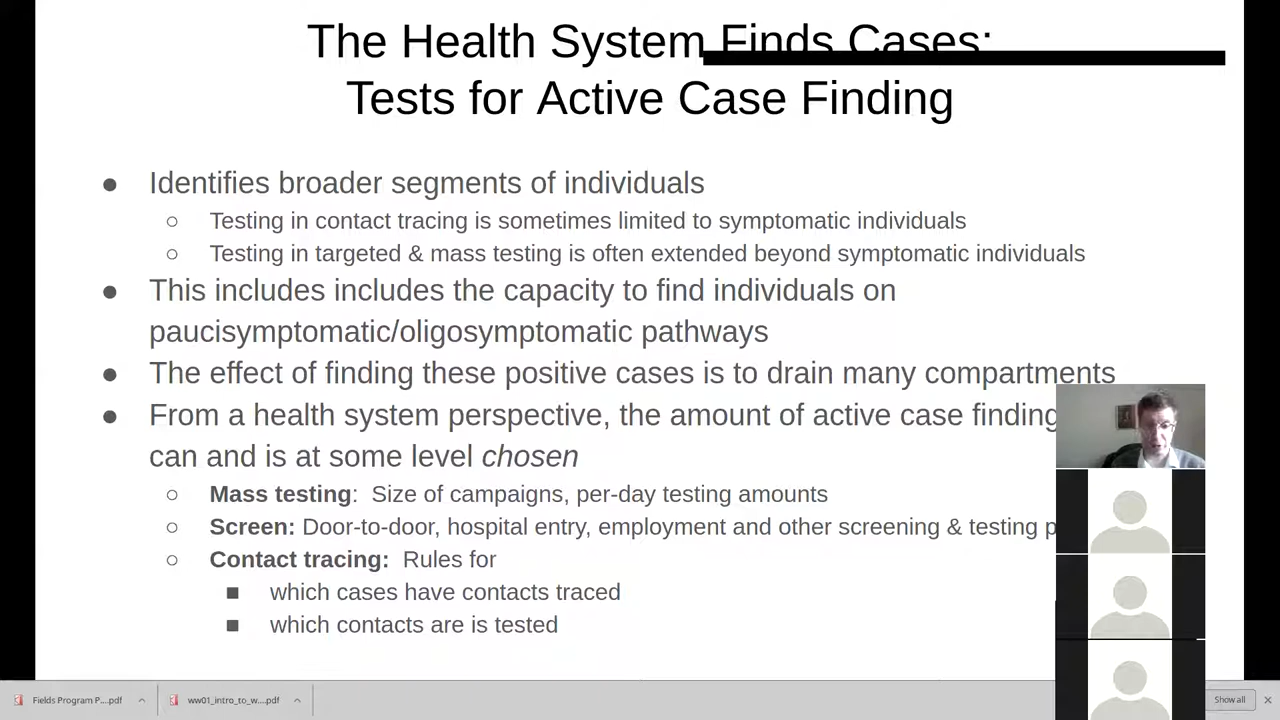 The Health System Finds Cases:
Tests for Active Case Finding
● Identifies broader segments of individuals
○ Testing in contact tracing is sometimes limited to symptomatic individuals
○ Testing in targeted & mass testing is often extended beyond symptomatic individuals
● This includes includes the capacity to find individuals on
paucisymptomatic/oligosymptomatic pathways
● The effect of finding these positive cases is to drain many compartments
● From a health system perspective, the amount of active case finding
can and is at some level chosen
○ Mass testing: Size of campaigns, per-day testing amounts
○ Screen: Door-to-door, hospital entry, employment and other screening & testing p
○ Contact tracing: Rules for
■ which cases have contacts traced
■ which contacts are is tested
Fields Program P....pdf ww01_intro_to_w....pdf Show all